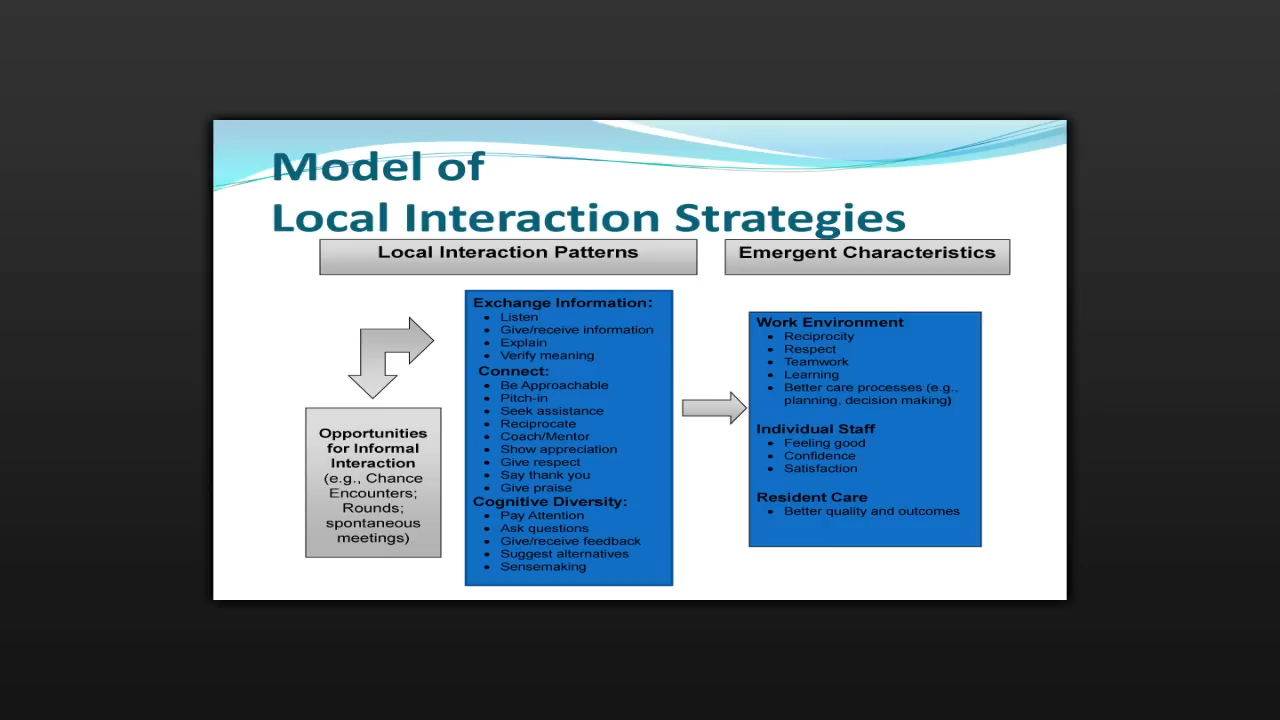 Model of
Local Interaction Strategies
Local Interaction Patterns
Emergent Characteristics
Opportunities
for Informal
Interaction
(e.g., Chance
Encounters;
Rounds;
spontaneous
meetings)
Exchange Information:
• Listen
• Give/receive information
• Explain
• Verify meaning
Connect:
• Be Approachable
• Pitch-in
• Seek assistance
• Reciprocate
• Coach/Mentor
• Show appreciation
• Give respect
• Say thank you
• Give praise
Cognitive Diversity:
• Pay Attention
• Ask questions
• Give/receive feedback
• Suggest alternatives
• Sensemaking
Work Environment
• Reciprocity
• Respect
• Teamwork
• Learning
• Better care processes (e.g.,
planning, decision making)
Individual Staff
• Feeling good
• Confidence
• Satisfaction
Resident Care
• Better quality and outcomes